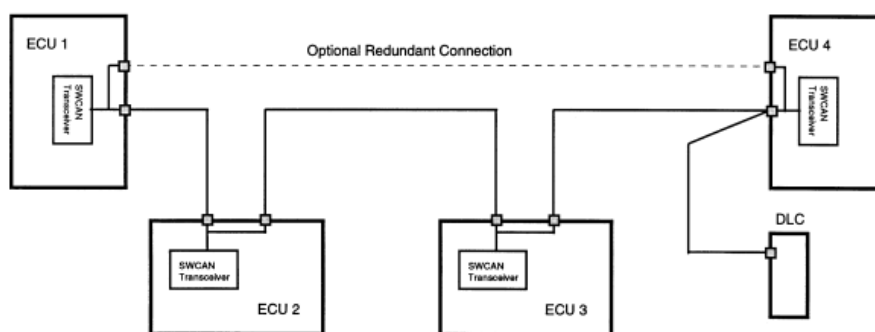 ECU 1
ECU 4
Optional Redundant Connection
SWCAN
Transceiver
SWCAN
Transceiver
DLC
SWCAN
Transceiver
SWCAN
Transceiver
ECU 2
ECU 3